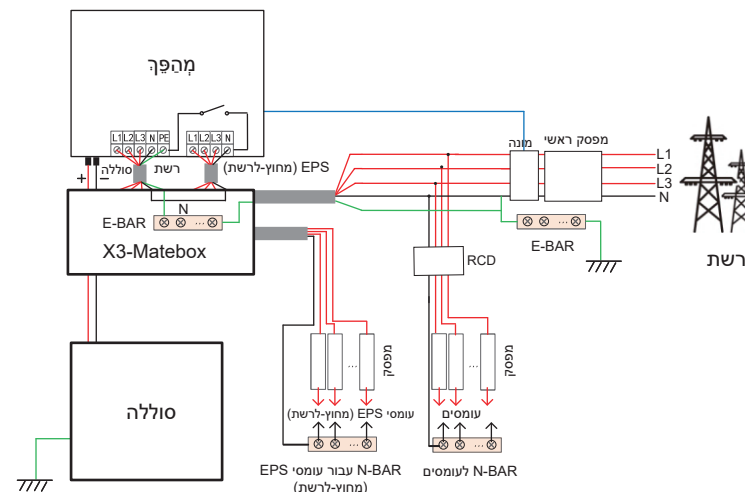 מְהַפֵּךְ
L1 L2 L3 N PE
L1 L2 L3 N
+
–
סוללה
רשת
EPS (מחוץ-לרשת)
מונה
מפסק ראשי
L1
L2
L3
N
רשת
N
E-BAR
X3-Matebox
E-BAR
RCD
...
מפסק
...
מפסק
עומסי EPS (מחוץ-לרשת)
עומסים
סוללה
N-BAR עבור עומסי EPS
(מחוץ-לרשת)
N-BAR לעומסים